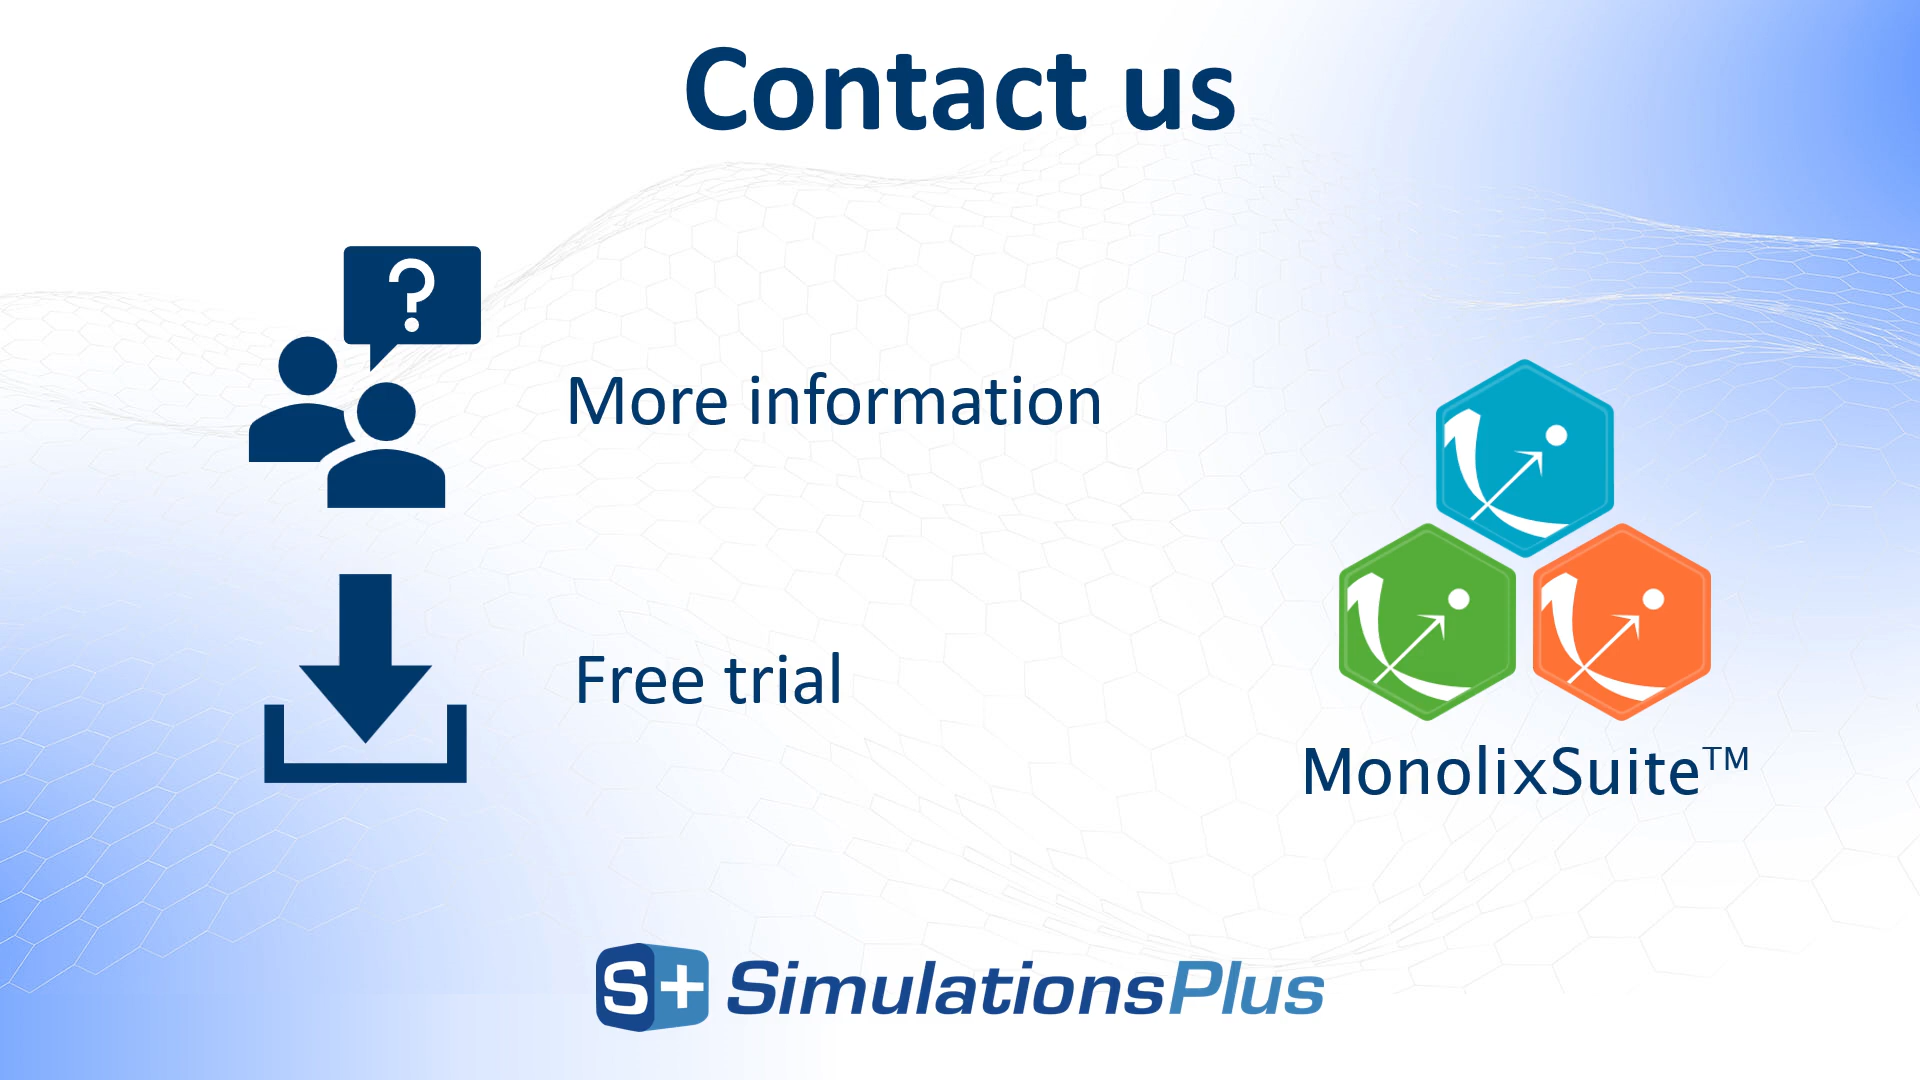 Contact us
?
More information
Free trial
MonolixSuite™
S+ SimulationsPlus